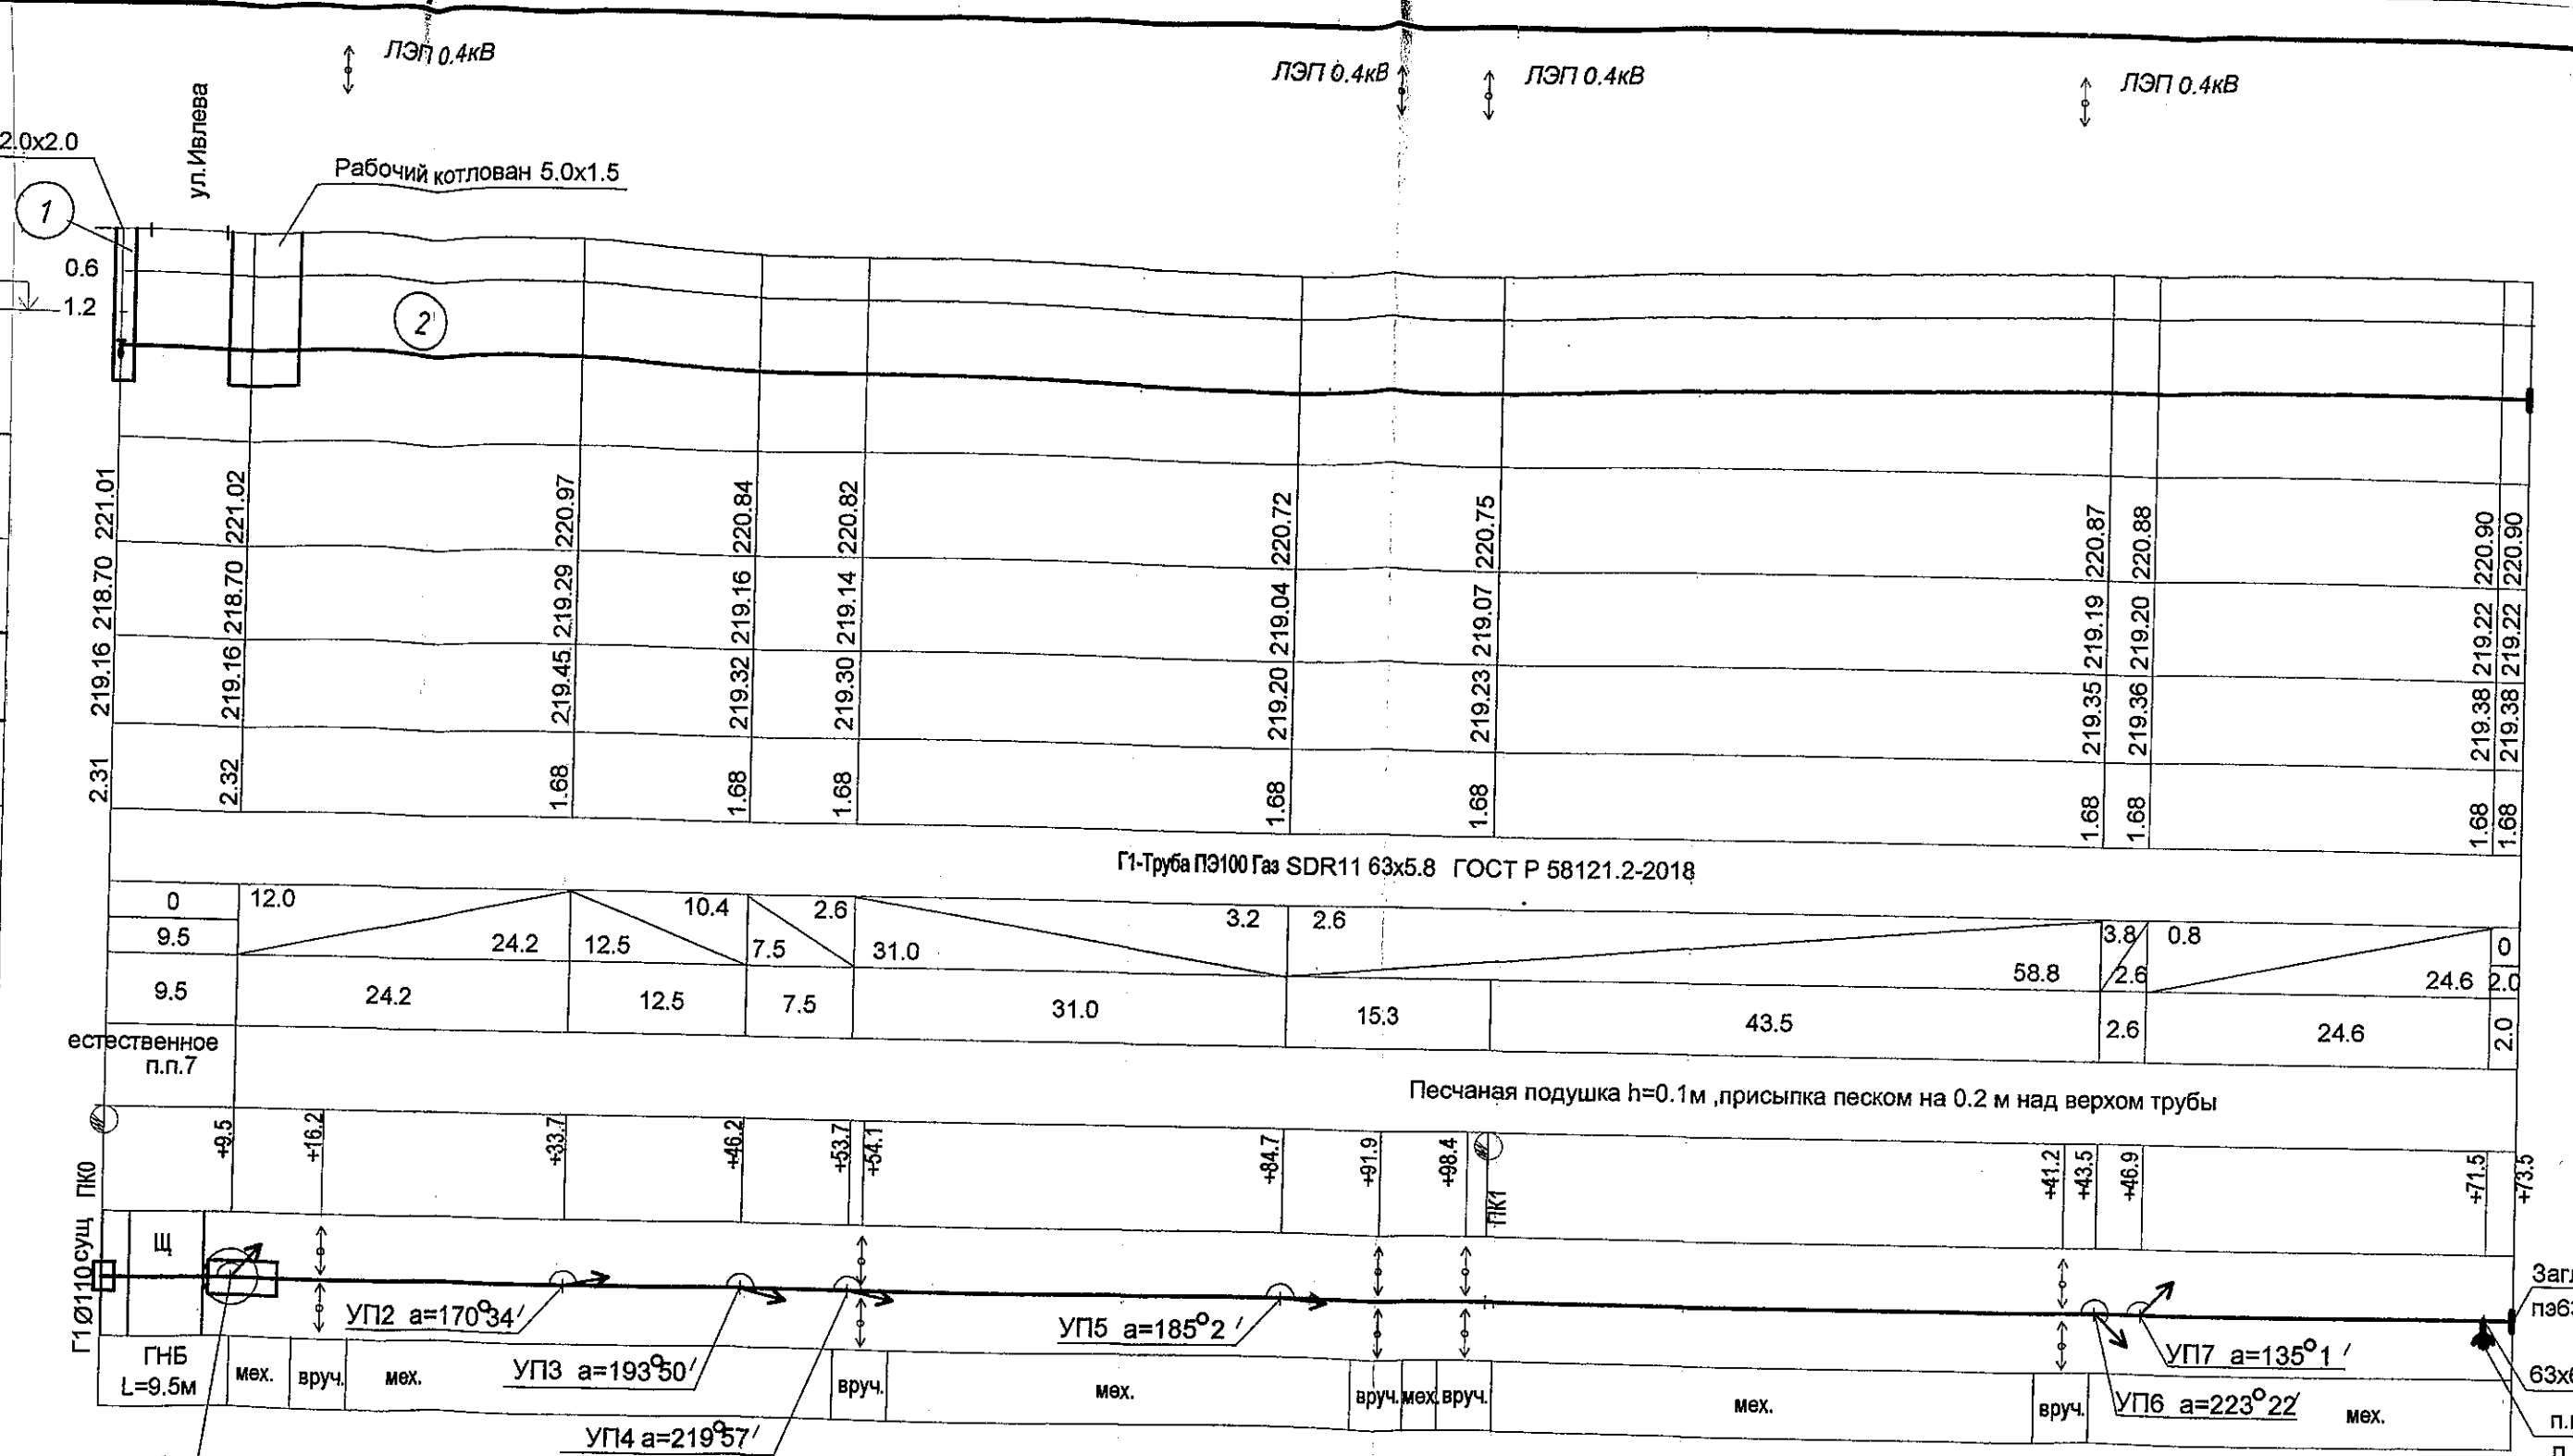 ЛЭП 0.4кВ
ЛЭП 0.4кВ
ЛЭП 0.4кВ
ЛЭП 0.4кВ
2.0х2.0
ул.Ивлева
Рабочий котлован 5.0х1.5
1
0.6
1.2
2
221.01 221.02 220.97 220.84 220.82 220.72 220.75 220.87 220.88 220.90 220.90
218.70 218.70 219.29 219.16 219.14 219.04 219.07 219.19 219.20 219.22 219.22
219.16 219.16 219.45 219.32 219.30 219.20 219.23 219.35 219.36 219.38 219.38
2.31 2.32 1.68 1.68 1.68 1.68 1.68 1.68 1.68 1.68 1.68
Г1-Труба ПЭ100 Газ SDR11 63х5.8 ГОСТ Р 58121.2-2018
0 12.0 10.4 2.6 3.2 2.6 3.8 0.8 0
9.5 24.2 12.5 7.5 31.0 58.8 2.6 24.6 2.0
9.5 24.2 12.5 7.5 31.0 15.3 43.5 2.6 24.6 2.0
естественное
п.п.7
Песчаная подушка h=0.1м ,присыпка песком на 0.2 м над верхом трубы
+9.5 +16.2 +33.7 +46.2 +53.7 +54.1 +84.7 +91.9 +98.4 +41.2 +43.5 +46.9 +71.5 +73.5
ПК0
ПК1
Г1Ø110сущ
Щ
УП2 а=170°34′
УП3 а=193°50′
УП4 а=219°57′
УП5 а=185°2′
УП6 а=223°22′
УП7 а=135°1′
ГНБ
L=9.5м
мех. вруч. мех. вруч. мех. вруч. мех. вруч. мех. вруч. мех.